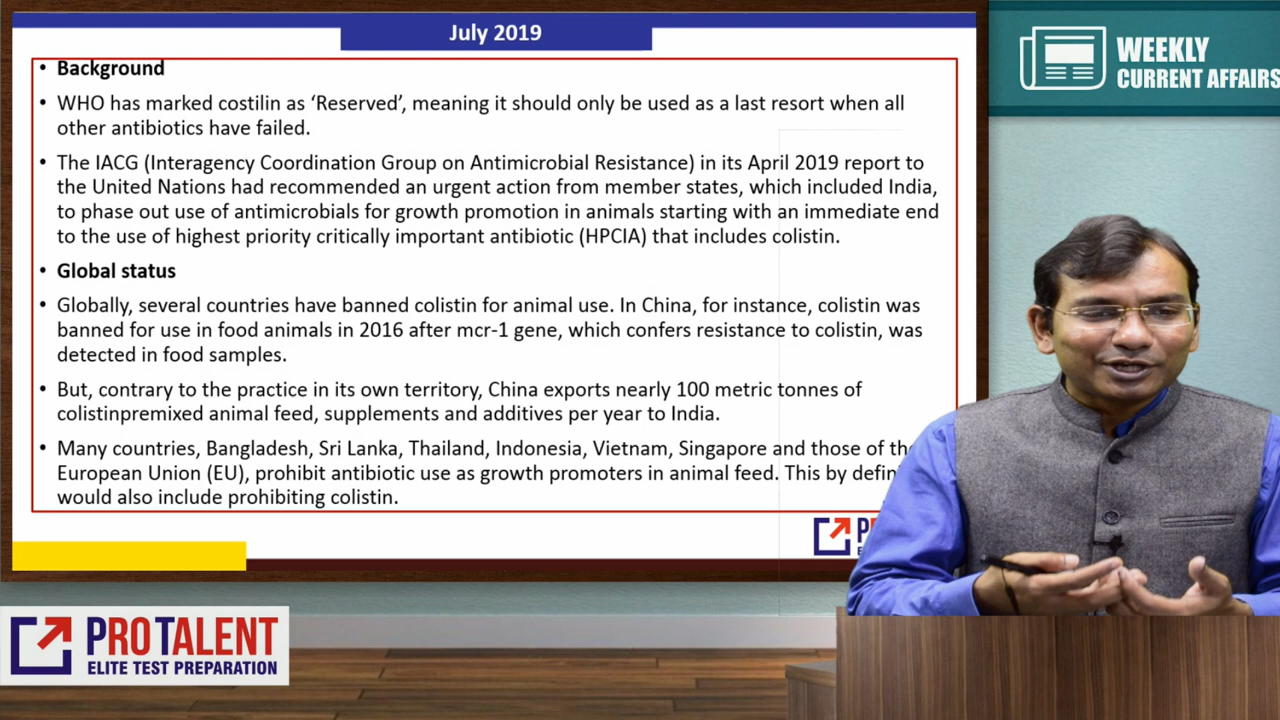 July 2019
WEEKLY
CURRENT AFFAIRS
• Background
• WHO has marked costilin as ‘Reserved’, meaning it should only be used as a last resort when all
other antibiotics have failed.
• The IACG (Interagency Coordination Group on Antimicrobial Resistance) in its April 2019 report to
the United Nations had recommended an urgent action from member states, which included India,
to phase out use of antimicrobials for growth promotion in animals starting with an immediate end
to the use of highest priority critically important antibiotic (HPCIA) that includes colistin.
• Global status
• Globally, several countries have banned colistin for animal use. In China, for instance, colistin was
banned for use in food animals in 2016 after mcr-1 gene, which confers resistance to colistin, was
detected in food samples.
• But, contrary to the practice in its own territory, China exports nearly 100 metric tonnes of
colistinpremixed animal feed, supplements and additives per year to India.
• Many countries, Bangladesh, Sri Lanka, Thailand, Indonesia, Vietnam, Singapore and those of
European Union (EU), prohibit antibiotic use as growth promoters in animal feed. This by
would also include prohibiting colistin.
PROTALENT
ELITE TEST PREPARATION